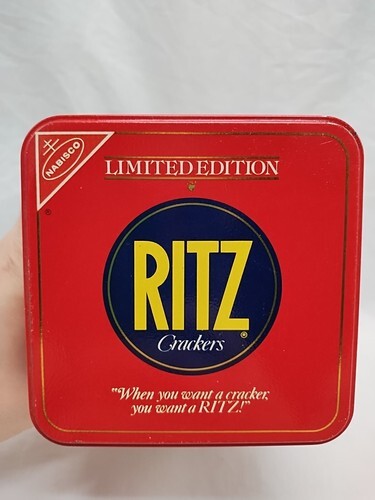 NABISCO
LIMITED EDITION
RITZ®
Crackers
"When you want a cracker,
you want a RITZ!"